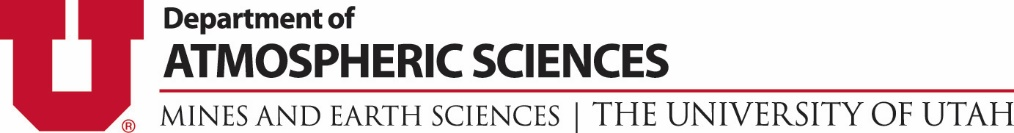 U®
Department of
ATMOSPHERIC SCIENCES
MINES AND EARTH SCIENCES | THE UNIVERSITY OF UTAH